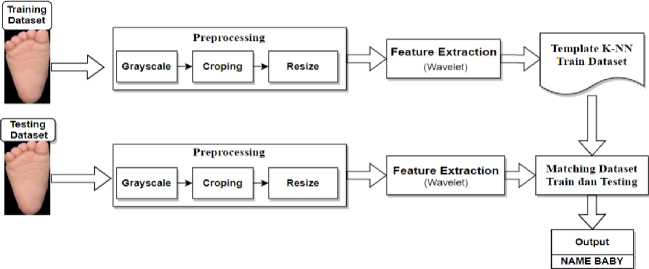 Training
Dataset
Preprocessing
Grayscale
Croping
Resize
Feature Extraction
(Wavelet)
Template K-NN
Train Dataset
Testing
Dataset
Preprocessing
Grayscale
Croping
Resize
Feature Extraction
(Wavelet)
Matching Dataset
Train dan Testing
Output
NAME BABY